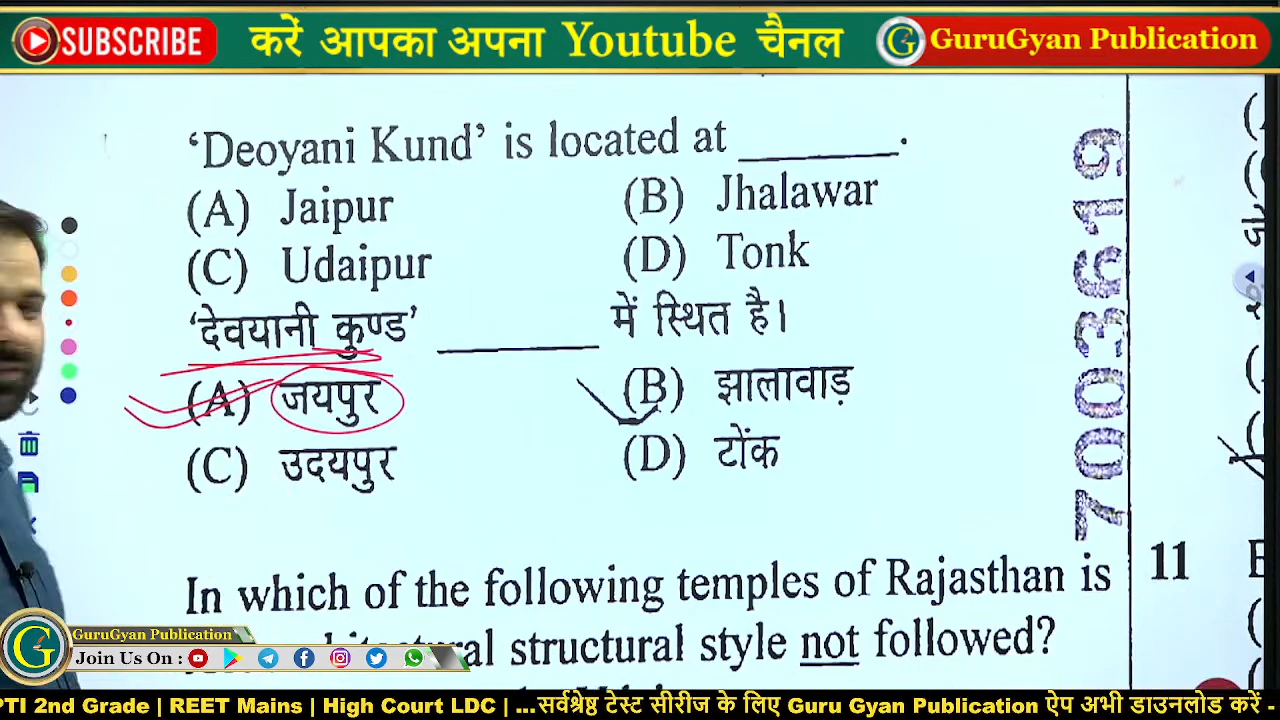 SUBSCRIBE करें आपका अपना Youtube चैनल GuruGyan Publication
‘Deoyani Kund’ is located at ________.
(A) Jaipur (B) Jhalawar
(C) Udaipur (D) Tonk
‘देवयानी कुण्ड’ ________ में स्थित है।
(A) जयपुर (B) झालावाड़
(C) उदयपुर (D) टोंक
In which of the following temples of Rajasthan is
structural style not followed?
7003619
11
GuruGyan Publication
Join Us On :
PTI 2nd Grade | REET Mains | High Court LDC | ...सर्वश्रेष्ठ टेस्ट सीरीज के लिए Guru Gyan Publication ऐप अभी डाउनलोड करें -